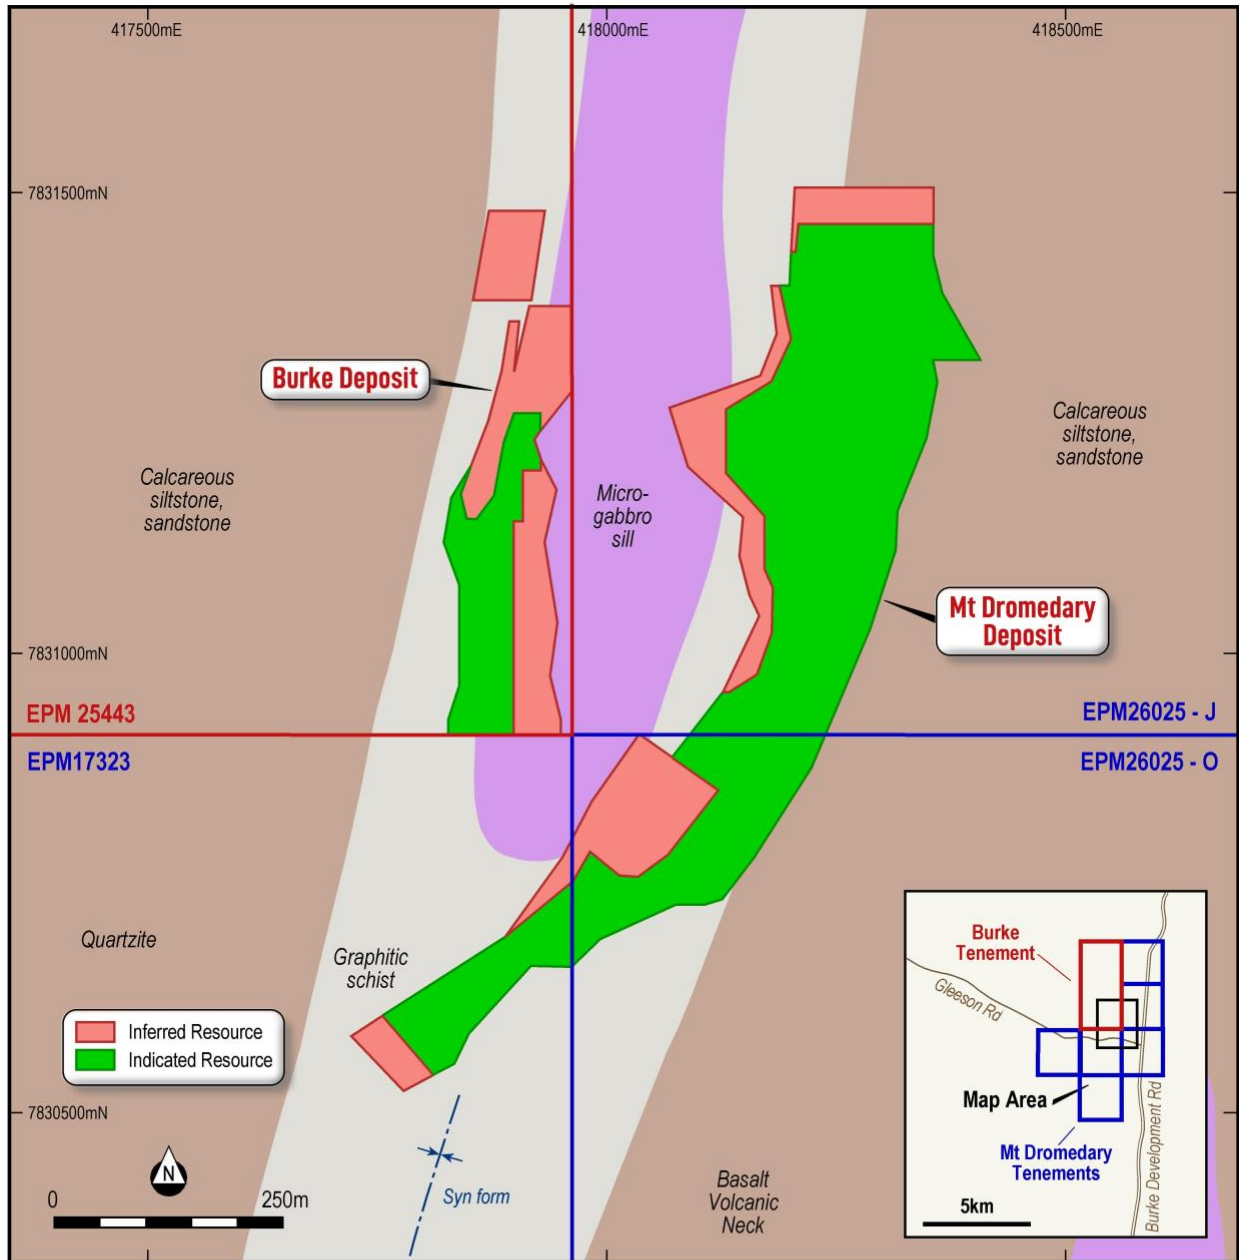 417500mE
418000mE
418500mE
7831500mN
Burke Deposit
Calcareous
siltstone,
sandstone
Calcareous
siltstone,
sandstone
Micro-
gabbro
sill
Mt Dromedary
Deposit
7831000mN
EPM 25443
EPM26025 - J
EPM17323
EPM26025 - O
Quartzite
Graphitic
schist
Inferred Resource
Indicated Resource
7830500mN
N
0
250m
Syn form
Basalt
Volcanic
Neck
Burke
Tenement
Gleeson Rd
Map Area
Mt Dromedary
Tenements
Burke Development Rd
5km